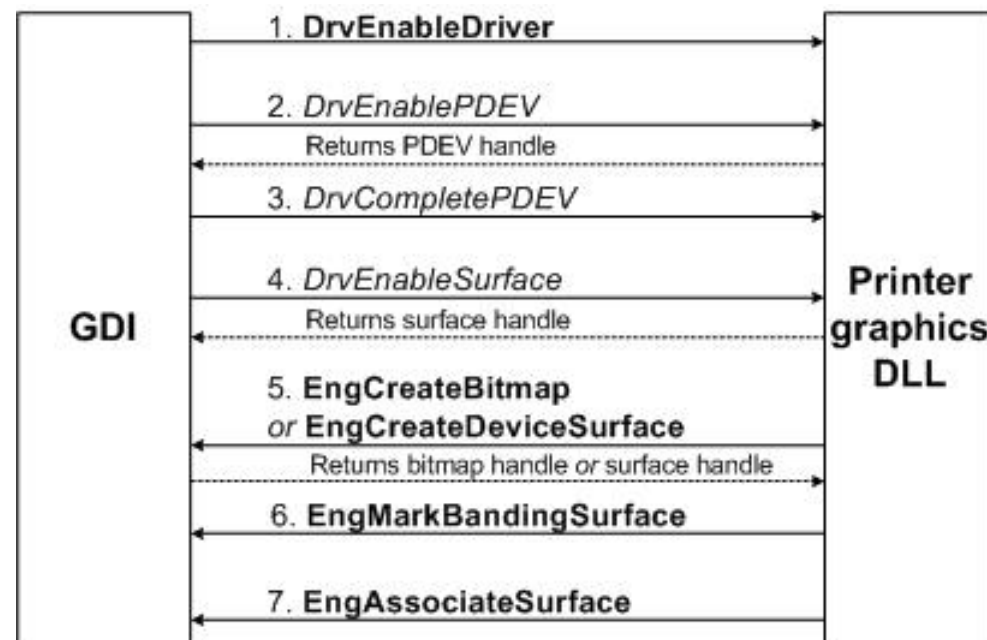 1. DrvEnableDriver
2. DrvEnablePDEV
Returns PDEV handle
3. DrvCompletePDEV
4. DrvEnableSurface
Returns surface handle
GDI
Printer
graphics
DLL
5. EngCreateBitmap
or EngCreateDeviceSurface
Returns bitmap handle or surface handle
6. EngMarkBandingSurface
7. EngAssociateSurface